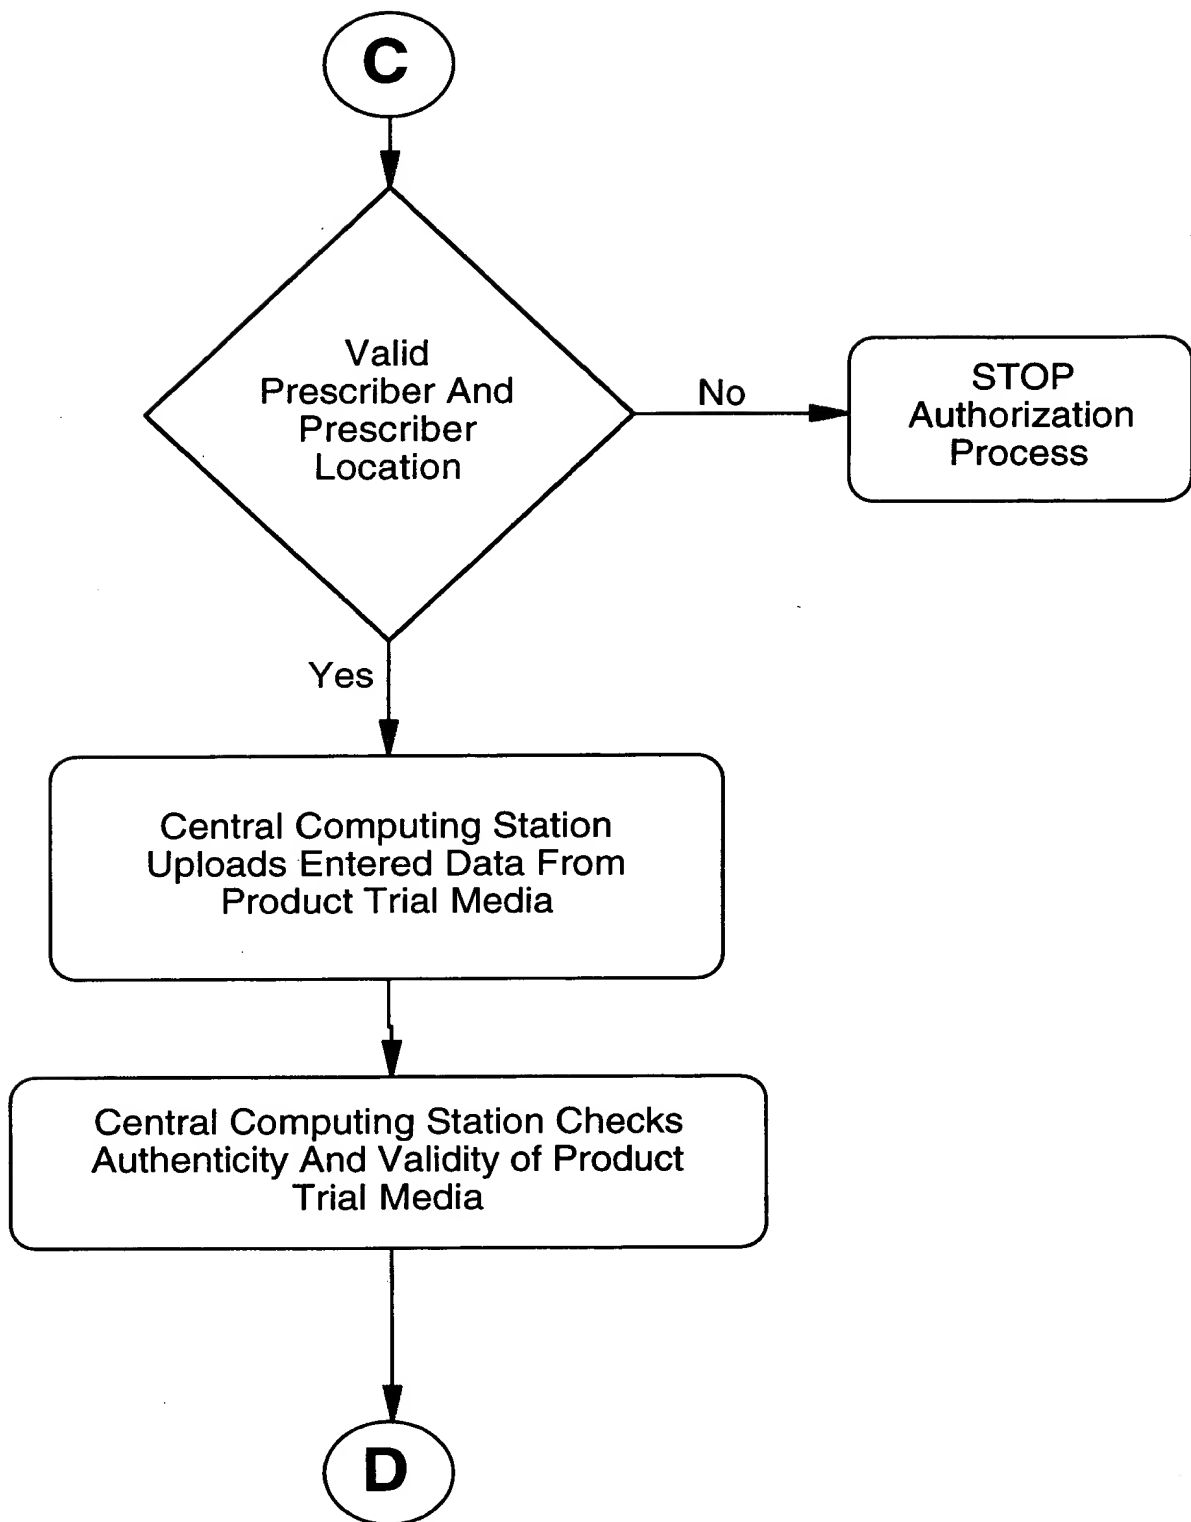 C
Valid
Prescriber And
Prescriber
Location
No
STOP
Authorization
Process
Yes
Central Computing Station
Uploads Entered Data From
Product Trial Media
Central Computing Station Checks
Authenticity And Validity of Product
Trial Media
D